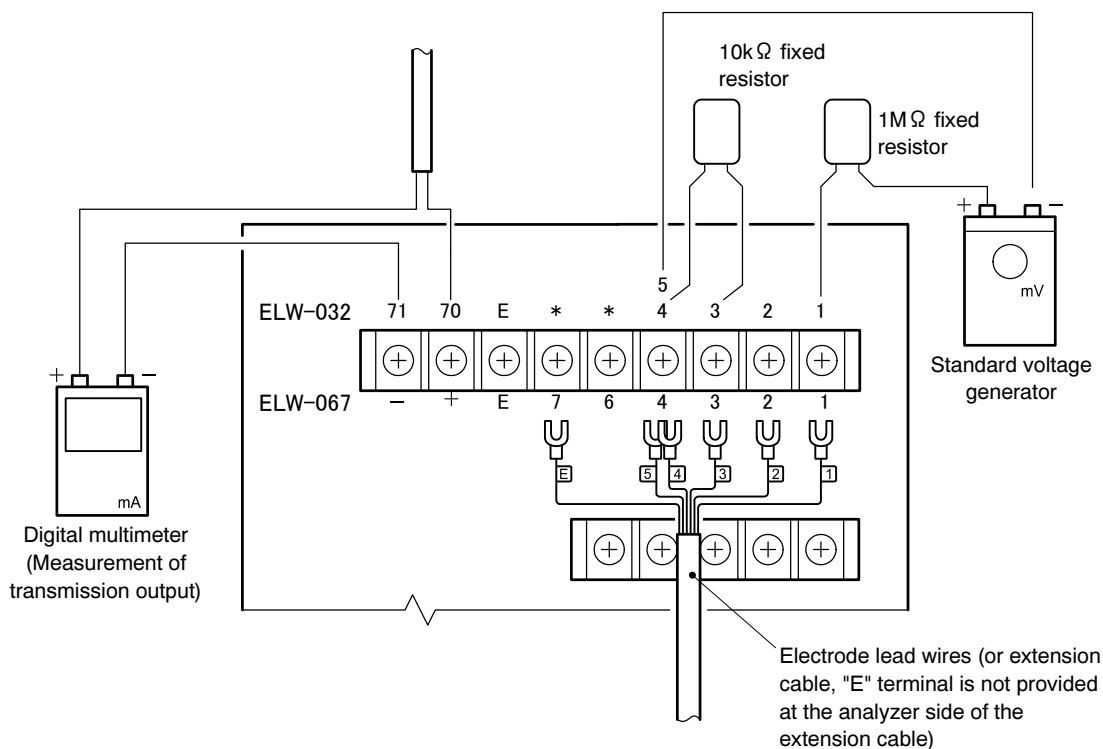 10kΩ fixed
resistor
1MΩ fixed
resistor
+ −
mV
Standard voltage
generator
5
ELW-032 71 70 E * * 4 3 2 1
ELW-067 − + E 7 6 4 3 2 1
E 5 4 3 2 1
+ −
mA
Digital multimeter
(Measurement of
transmission output)
Electrode lead wires (or extension
cable, "E" terminal is not provided
at the analyzer side of the
extension cable)